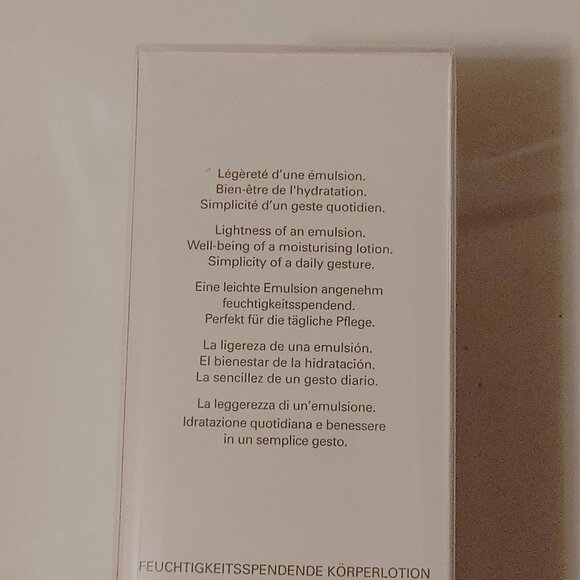 Légèreté d'une émulsion.
Bien-être de l'hydratation.
Simplicité d'un geste quotidien.
Lightness of an emulsion.
Well-being of a moisturising lotion.
Simplicity of a daily gesture.
Eine leichte Emulsion angenehm
feuchtigkeitsspendend.
Perfekt für die tägliche Pflege.
La ligereza de una emulsión.
El bienestar de la hidratación.
La sencillez de un gesto diario.
La leggerezza di un'emulsione.
Idratazione quotidiana e benessere
in un semplice gesto.
FEUCHTIGKEITSSPENDENDE KÖRPERLOTION